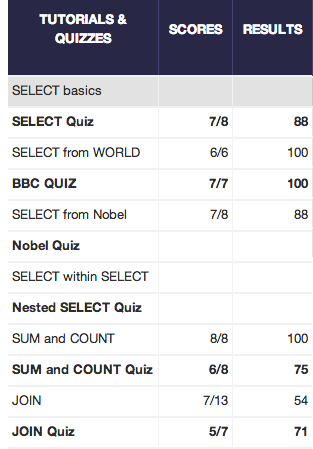 TUTORIALS & QUIZZES SCORES RESULTS
SELECT basics
SELECT Quiz 7/8 88
SELECT from WORLD 6/6 100
BBC QUIZ 7/7 100
SELECT from Nobel 7/8 88
Nobel Quiz
SELECT within SELECT
Nested SELECT Quiz
SUM and COUNT 8/8 100
SUM and COUNT Quiz 6/8 75
JOIN 7/13 54
JOIN Quiz 5/7 71